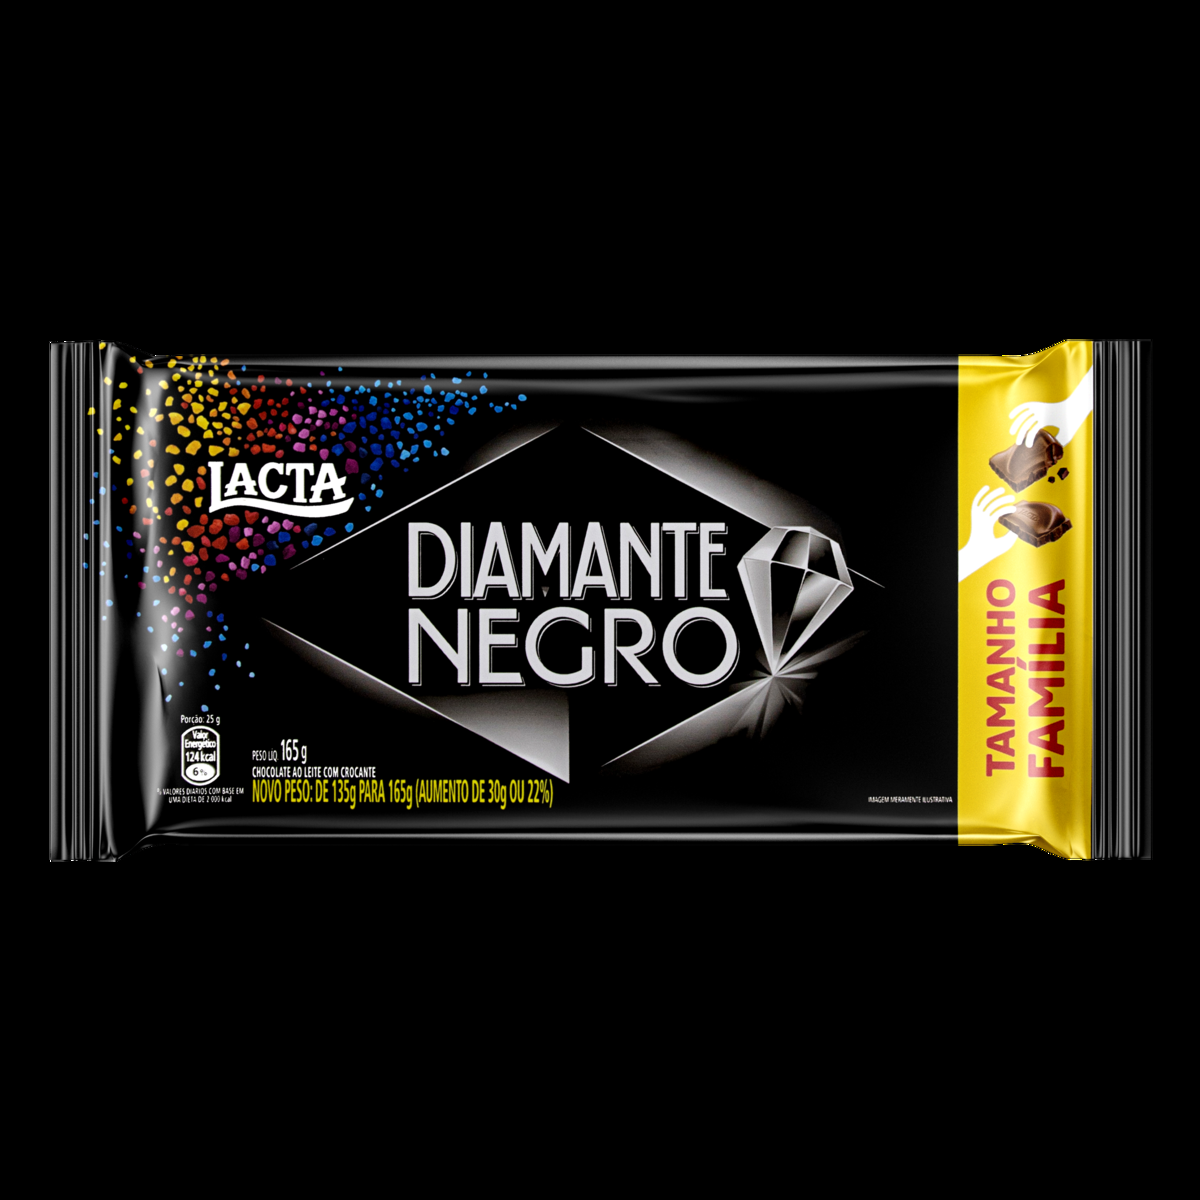 LACTA
DIAMANTE
NEGRO
Porção: 25 g
Valor
Energético
124 kcal
6%
% VALORES DIÁRIOS COM BASE EM
UMA DIETA DE 2 000 kcal
PESO LÍQ. 165 g
CHOCOLATE AO LEITE COM CROCANTE
NOVO PESO: DE 135g PARA 165g (AUMENTO DE 30g OU 22%)
IMAGEM MERAMENTE ILUSTRATIVA
TAMANHO
FAMÍLIA